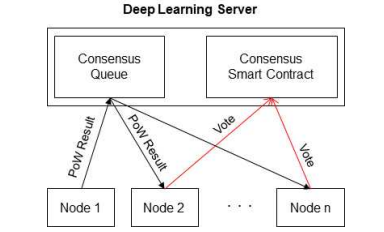 Deep Learning Server
Consensus
Queue
Consensus
Smart Contract
PoW Result
PoW Result
Vote
Vote
Node 1
Node 2
. . .
Node n